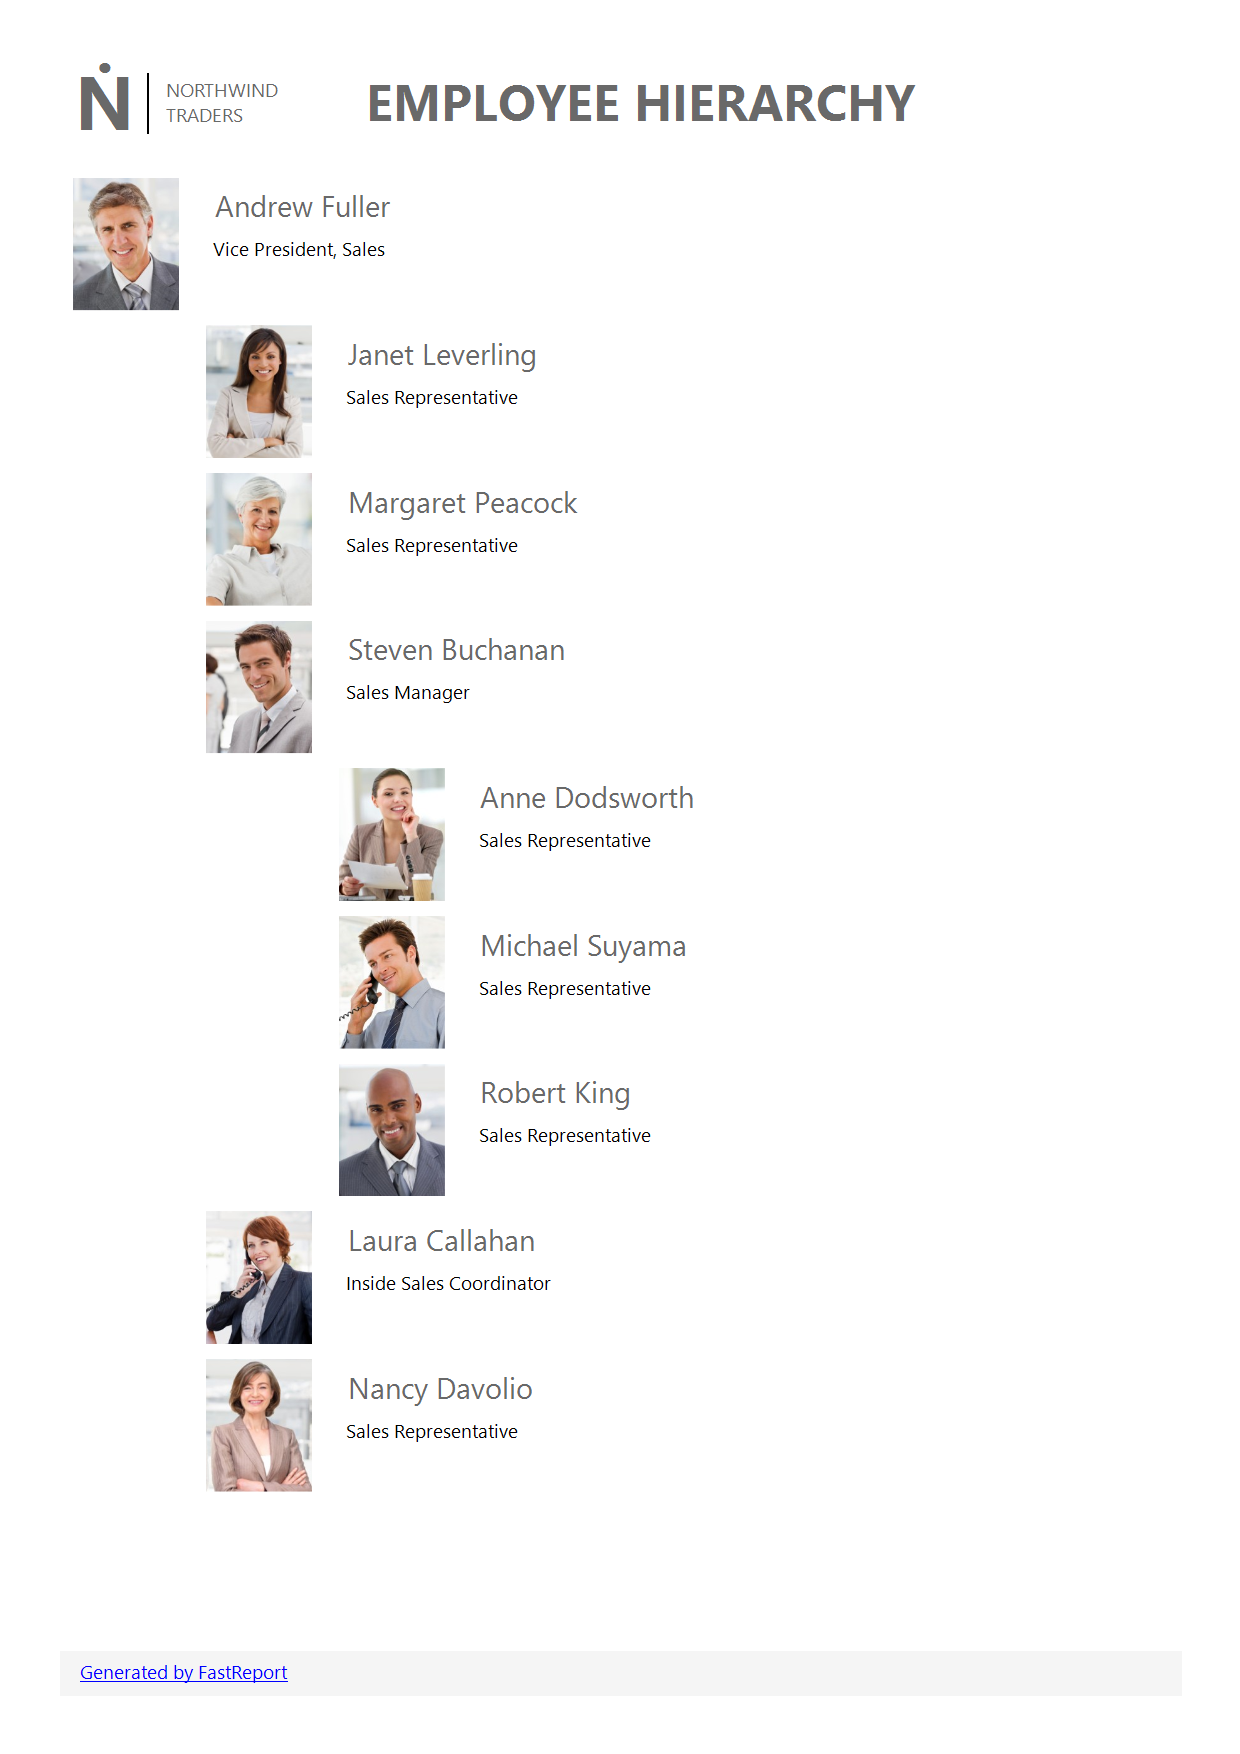 N
NORTHWIND
TRADERS
EMPLOYEE HIERARCHY
Andrew Fuller
Vice President, Sales
Janet Leverling
Sales Representative
Margaret Peacock
Sales Representative
Steven Buchanan
Sales Manager
Anne Dodsworth
Sales Representative
Michael Suyama
Sales Representative
Robert King
Sales Representative
Laura Callahan
Inside Sales Coordinator
Nancy Davolio
Sales Representative
Generated by FastReport